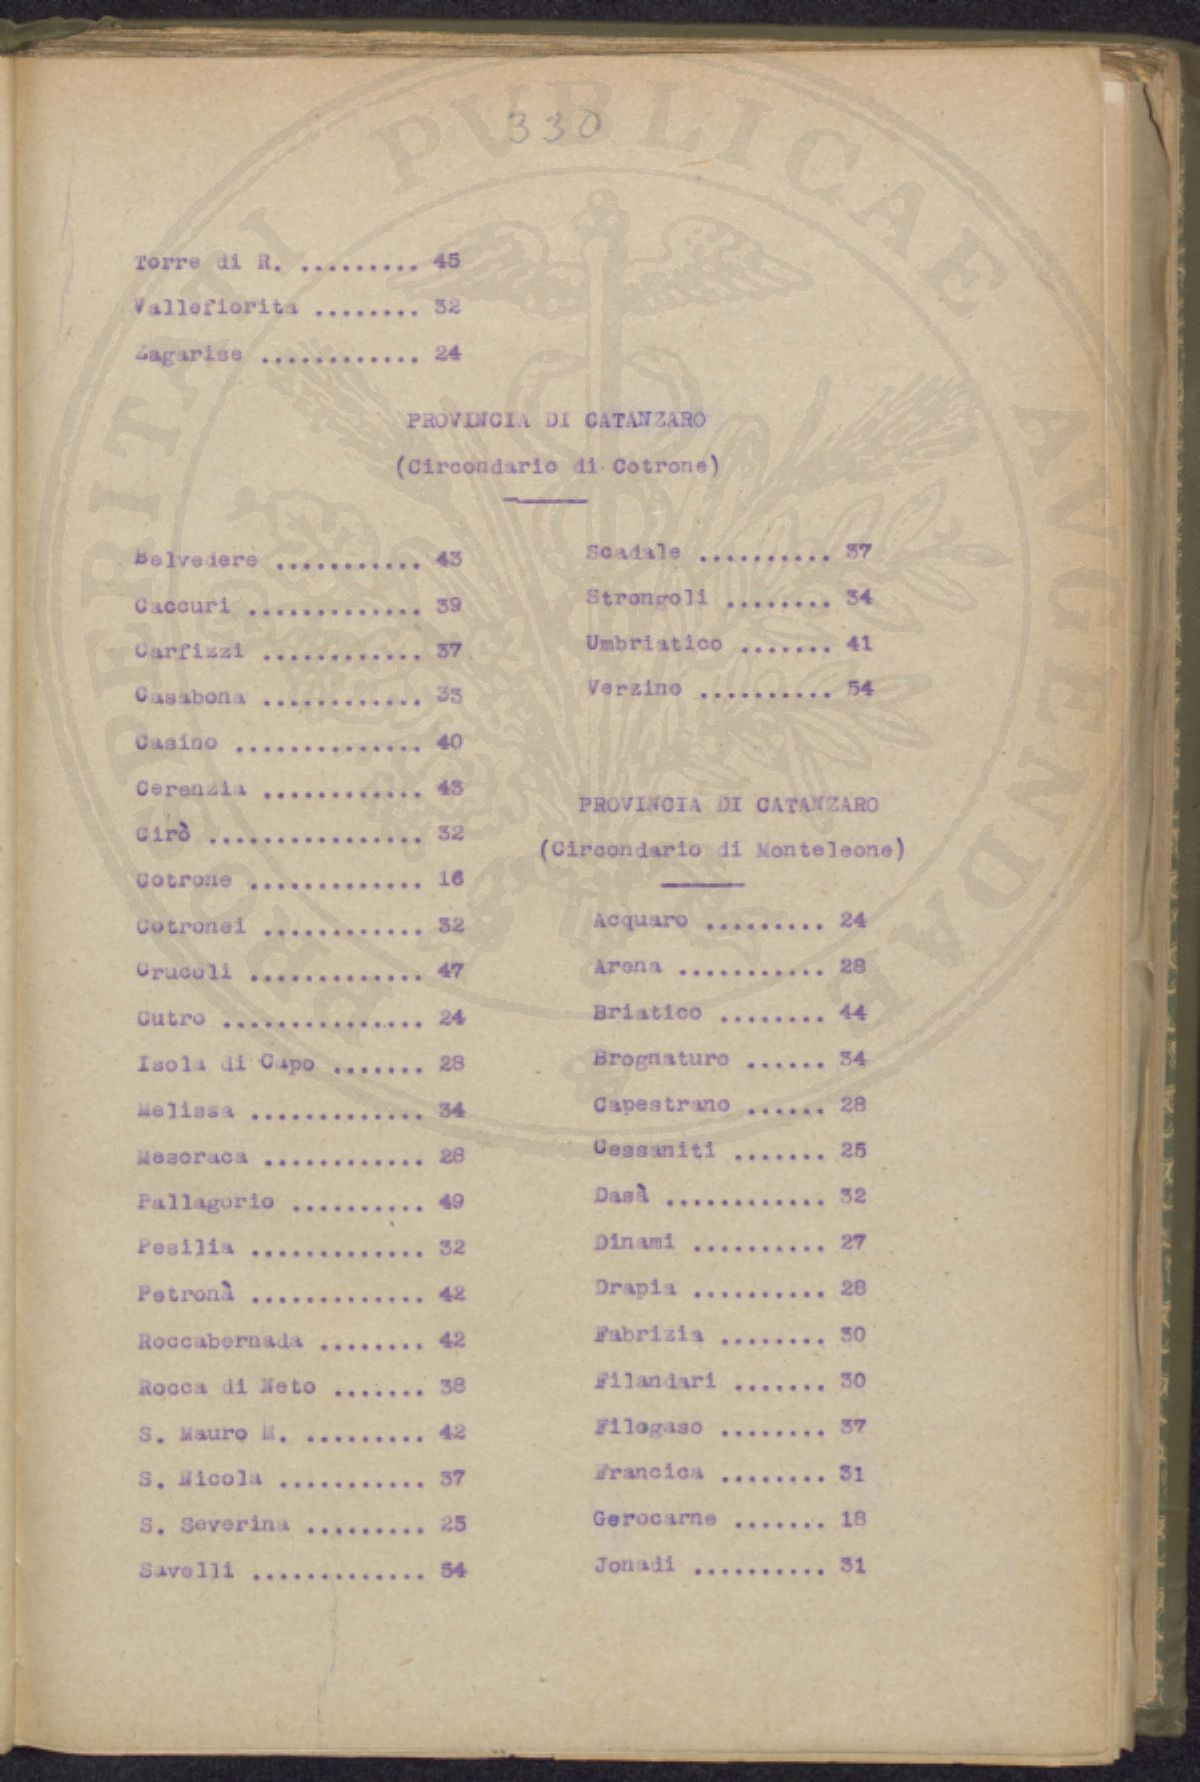 330
Torre di R. ......... 45
Vallefiorita ........ 32
Zagarise ............ 24
PROVINCIA DI CATANZARO
(Circondario di Cotrone)
Belvedere ........... 43
Caccuri ............. 39
Carfizzi ............ 37
Casabona ............ 33
Casino .............. 40
Cerenzia ............ 43
Cirò ................ 32
Cotrone ............. 16
Cotronei ............ 32
Crucoli ............. 47
Cutro ............... 24
Isola di Capo ....... 28
Melissa ............. 34
Mesoraca ............ 28
Pallagorio .......... 49
Pesilia ............. 32
Petronà ............. 42
Roccabernada ........ 42
Rocca di Neto ....... 38
S. Mauro M. ......... 42
S. Nicola ........... 37
S. Severina ......... 25
Savelli ............. 54
Scadale .......... 37
Strongoli ........ 34
Umbriatico ....... 41
Verzino .......... 54
PROVINCIA DI CATANZARO
(Circondario di Monteleone)
Acquaro ......... 24
Arena ........... 28
Briatico ........ 44
Brognaturo ...... 34
Capestrano ...... 28
Cessaniti ....... 25
Dasà ............ 32
Dinami .......... 27
Drapia .......... 28
Fabrizia ........ 30
Filandari ....... 30
Filogaso ........ 37
Francica ........ 31
Gerocarne ....... 18
Jonadi .......... 31
PROSPERITATI PUBLICAE AUGENDAE